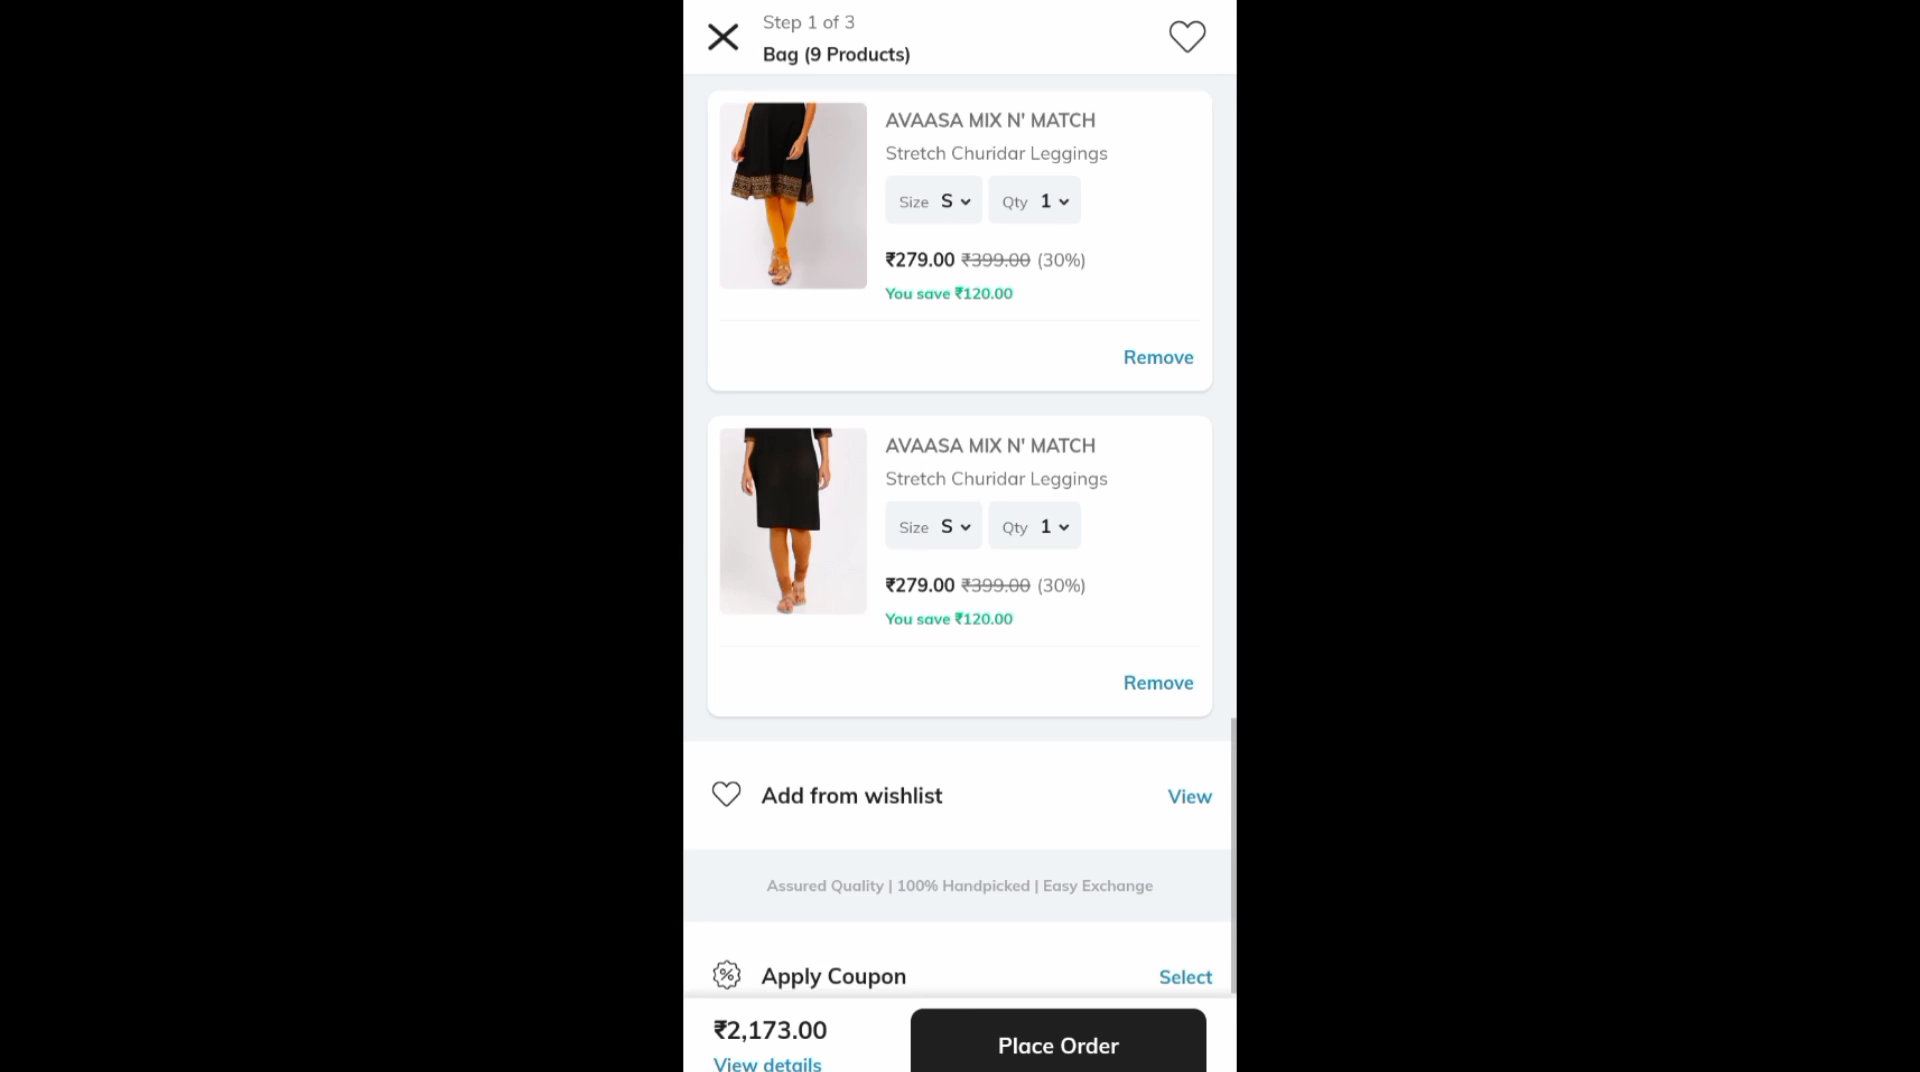 Step 1 of 3
Bag (9 Products)
AVAASA MIX N' MATCH
Stretch Churidar Leggings
Size S Qty 1
₹279.00 ₹399.00 (30%)
You save ₹120.00
Remove
AVAASA MIX N' MATCH
Stretch Churidar Leggings
Size S Qty 1
₹279.00 ₹399.00 (30%)
You save ₹120.00
Remove
Add from wishlist View
Assured Quality | 100% Handpicked | Easy Exchange
Apply Coupon Select
₹2,173.00
Place Order
View details